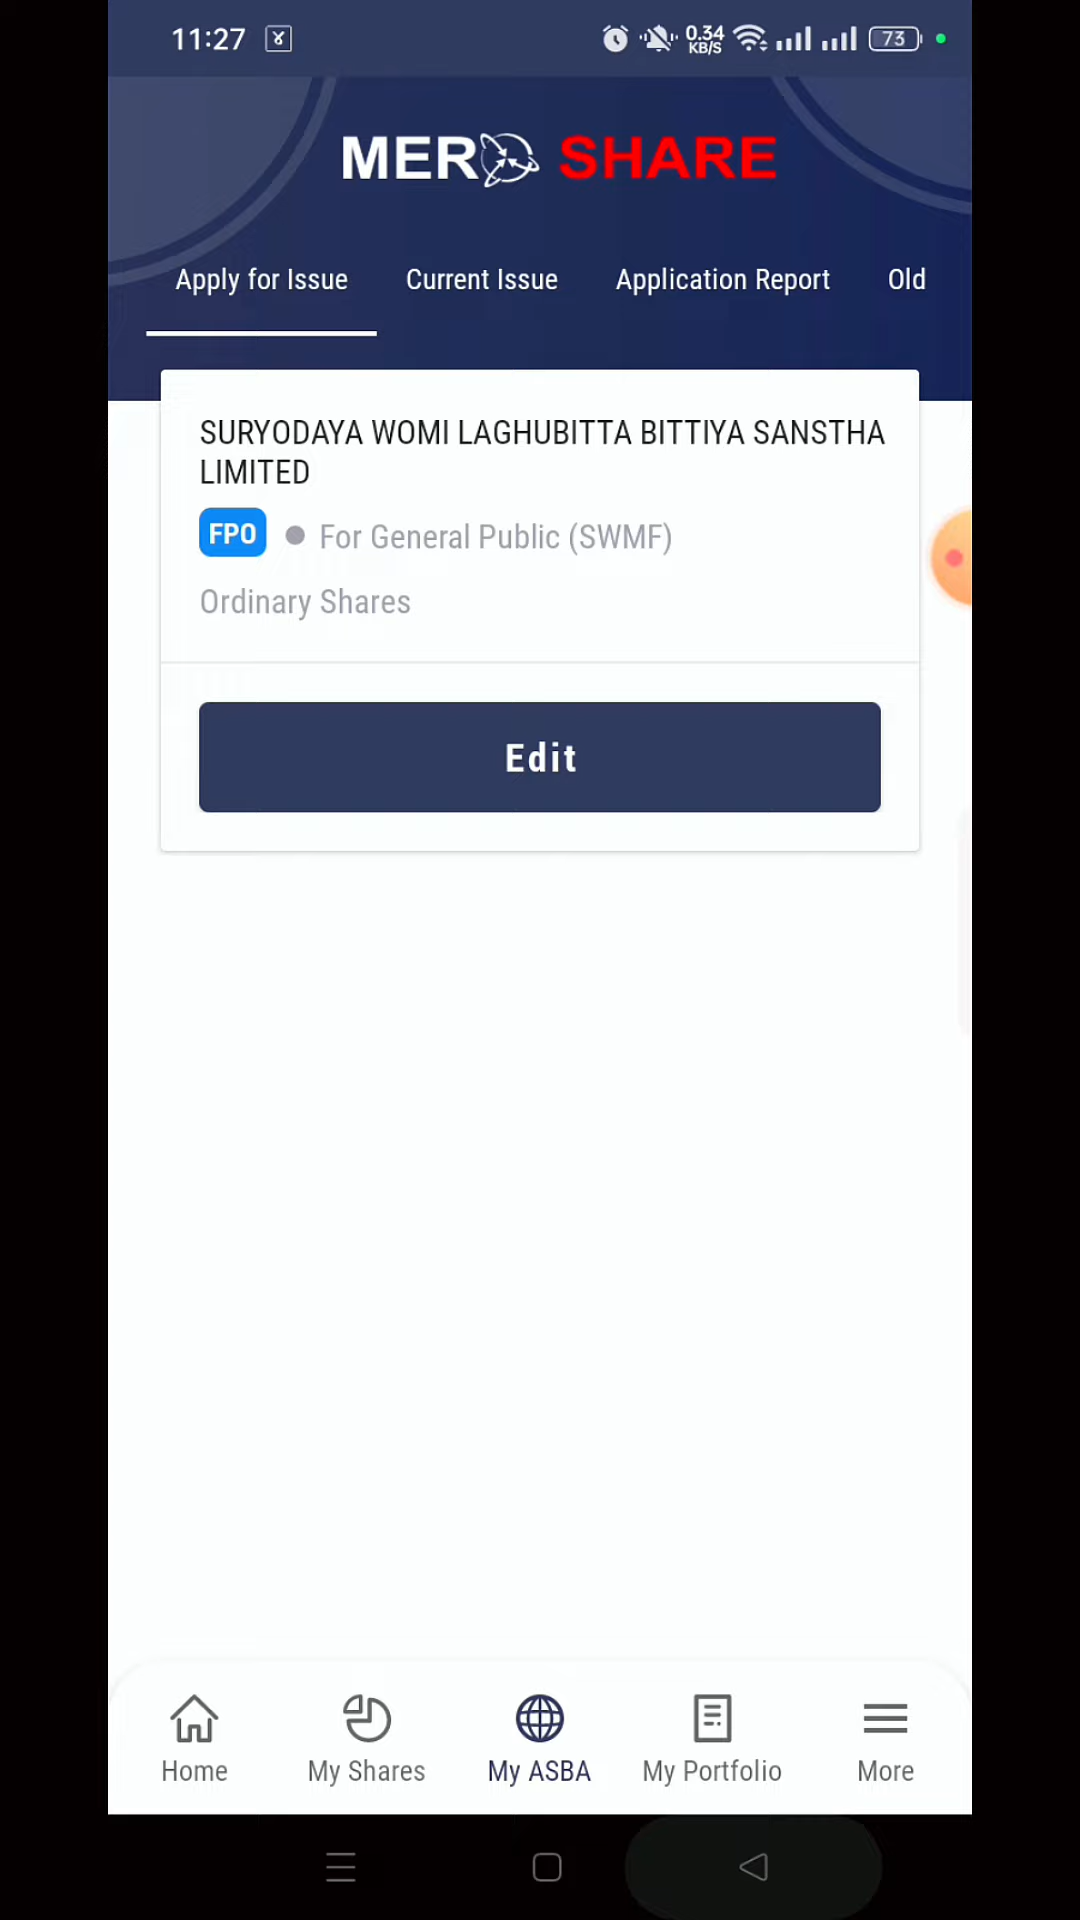 11:27
0.34 KB/S
73
MERO SHARE
Apply for Issue Current Issue Application Report Old
SURYODAYA WOMI LAGHUBITTA BITTIYA SANSTHA
LIMITED
FPO For General Public (SWMF)
Ordinary Shares
Edit
Home My Shares My ASBA My Portfolio More